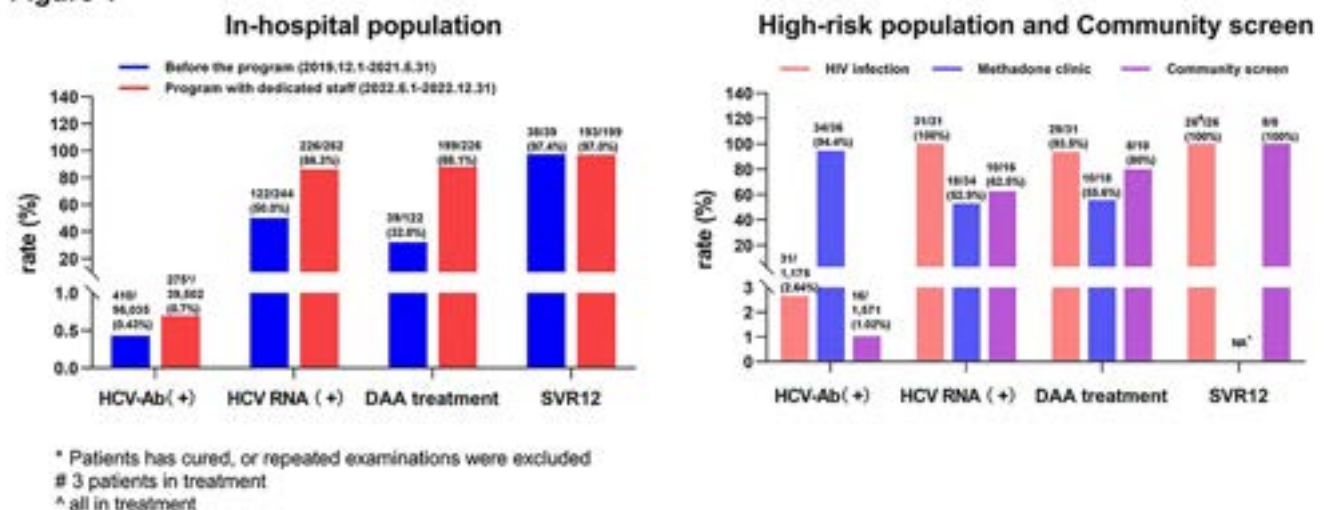 In-hospital population
Before the program (2019.12.1-2021.5.31)
Program with dedicated staff (2022.6.1-2022.12.31)
rate (%)
140
120
100
80
60
40
20
1.0
0.5
0.0
410/
96,035
(0.43%)
(0.7%)
122/244
(50.0%)
226/262
(86.3%)
39/122
(32.0%)
199/226
(88.1%)
38/39
(97.4%)
193/199
(97.0%)
HCV-Ab(+)
HCV RNA (+)
DAA treatment
SVR12
High-risk population and Community screen
HIV infection
Methadone clinic
Community screen
rate (%)
140
120
100
80
60
40
20
3
2
1
0
31/
1,175
(2.64%)
34/36
(94.4%)
16/
1,571
(1.02%)
31/31
(100%)
18/34
(52.9%)
10/16
(62.5%)
29/31
(93.5%)
10/18
(55.6%)
8/10
(80%)
26#/26
(100%)
NA^
(100%)
HCV-Ab(+)
HCV RNA (+)
DAA treatment
SVR12
* Patients has cured, or repeated examinations were excluded
# 3 patients in treatment
^ all in treatment